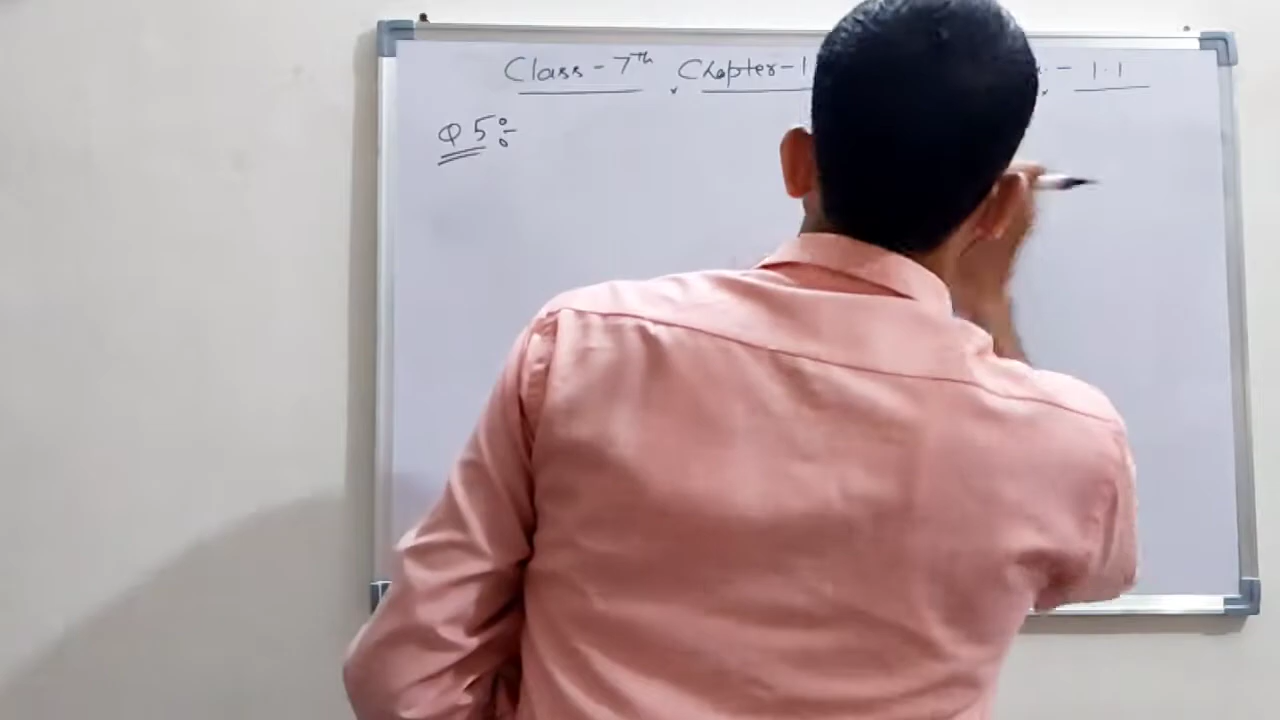 Class - 7th, Chapter - 1 , - 1.1
Q 5:-